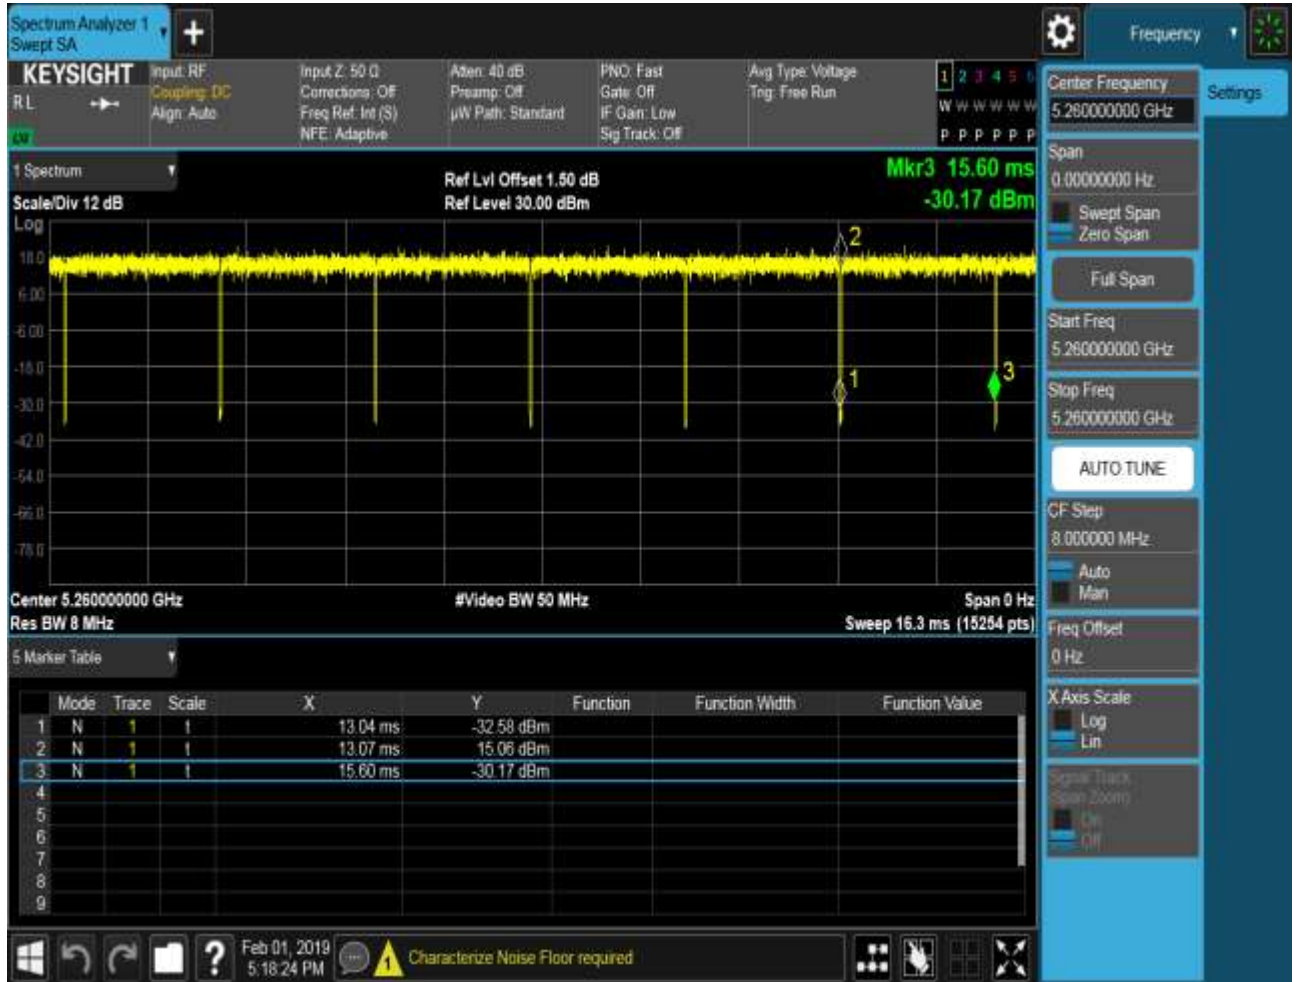 Spectrum Analyzer 1
Swept SA
+
Frequency
KEYSIGHT
RL
Input: RF
Coupling: DC
Align: Auto
Input Z: 50 Ω
Corrections: Off
Freq Ref: Int (S)
NFE: Adaptive
Atten: 40 dB
Preamp: Off
µW Path: Standard
PNO: Fast
Gate: Off
IF Gain: Low
Sig Track: Off
Avg Type: Voltage
Trig: Free Run
1 2 3 4 5 6
W W W W W W
P P P P P P
1 Spectrum
Scale/Div 12 dB
Log
Ref Lvl Offset 1.50 dB
Ref Level 30.00 dBm
Mkr3 15.60 ms
-30.17 dBm
18.0
6.00
-6.00
-18.0
-30.0
-42.0
-54.0
-66.0
-78.0
2
1
3
Center 5.260000000 GHz
Res BW 8 MHz
#Video BW 50 MHz
Span 0 Hz
Sweep 16.3 ms (15254 pts)
5 Marker Table
Mode Trace Scale X Y Function Function Width Function Value
1 N 1 t 13.04 ms -32.58 dBm
2 N 1 t 13.07 ms 15.06 dBm
3 N 1 t 15.60 ms -30.17 dBm
4
5
6
7
8
9
Center Frequency
5.260000000 GHz
Settings
Span
0.00000000 Hz
Swept Span
Zero Span
Full Span
Start Freq
5.260000000 GHz
Stop Freq
5.260000000 GHz
AUTO TUNE
CF Step
8.000000 MHz
Auto
Man
Freq Offset
0 Hz
X Axis Scale
Log
Lin
Signal Track
(Span Zoom)
On
Off
?
Feb 01, 2019
5:18:24 PM
1
Characterize Noise Floor required